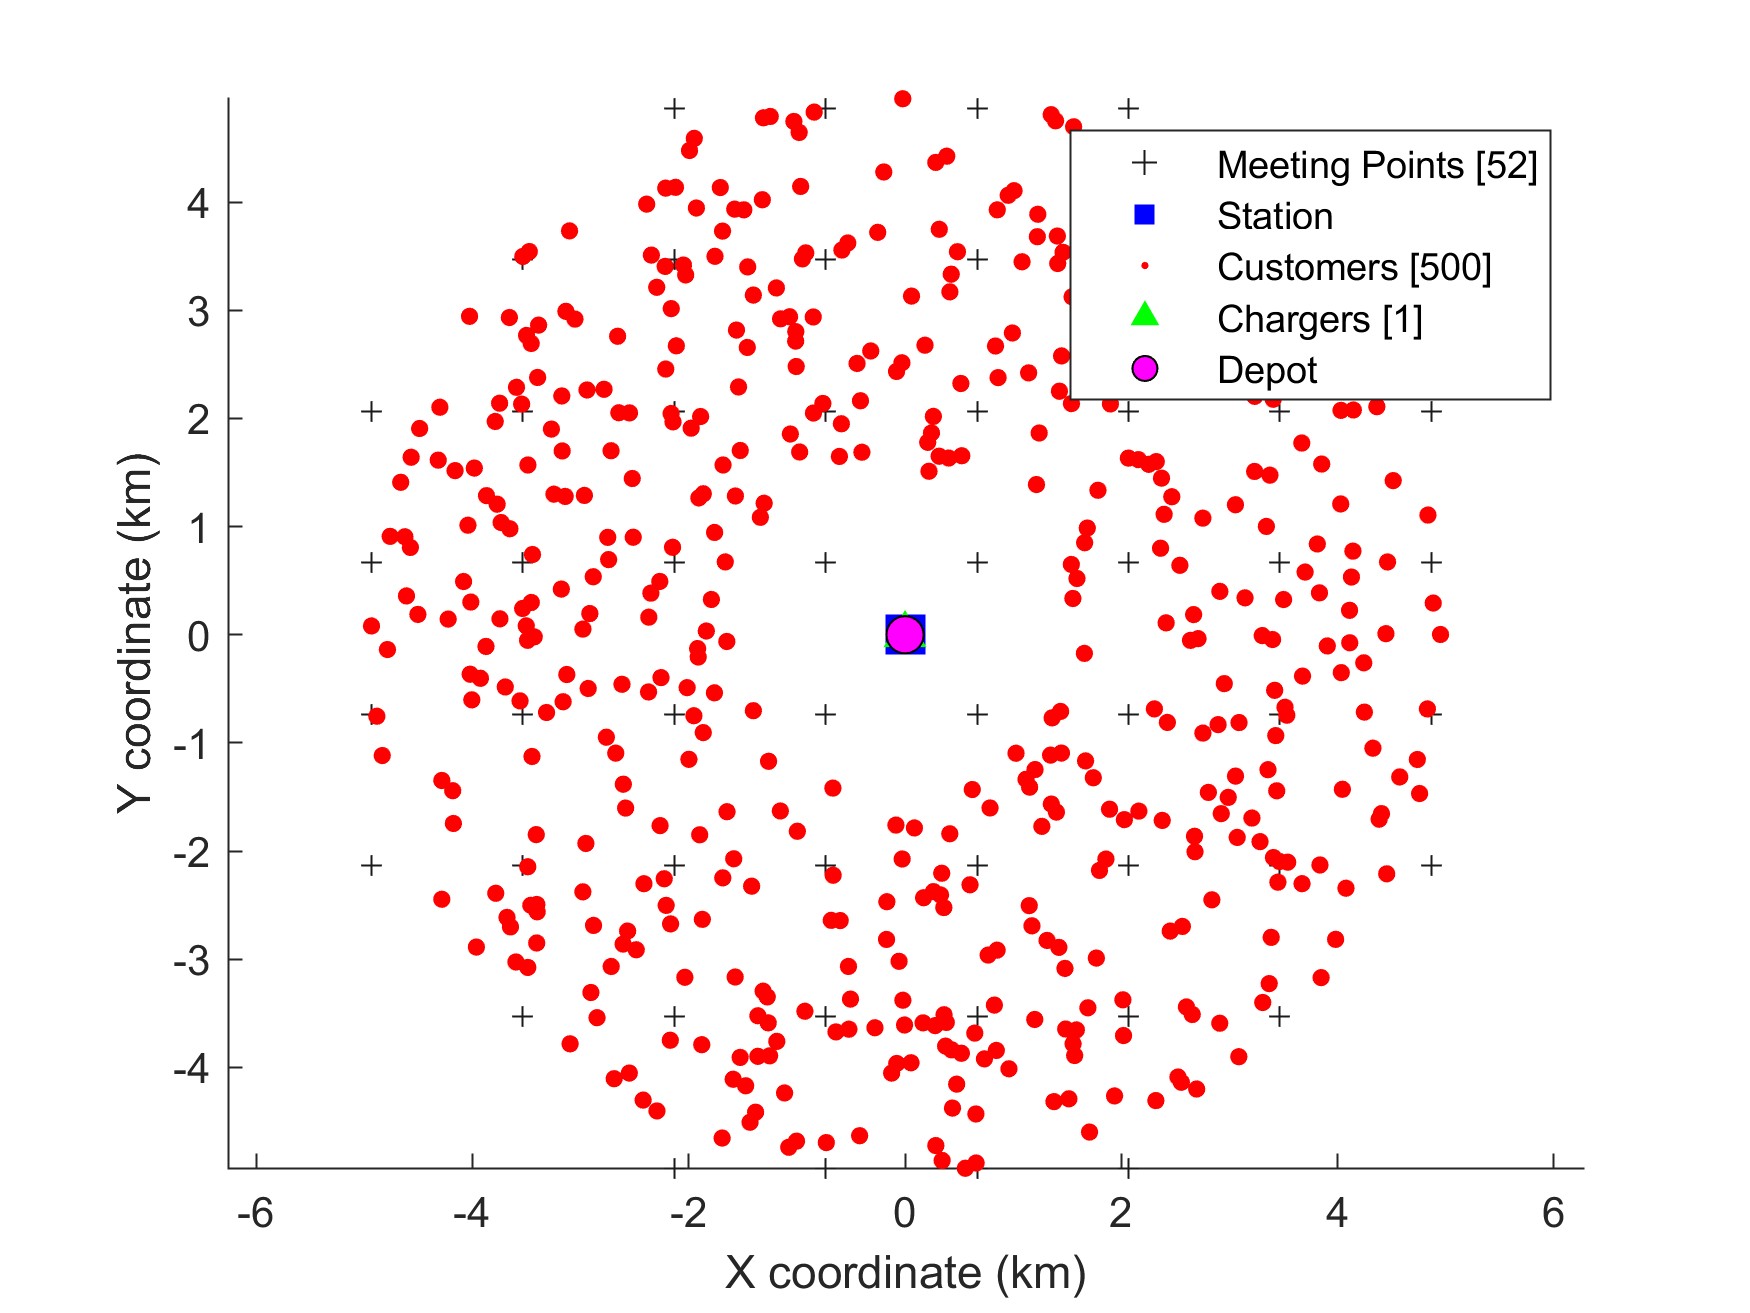 Meeting Points [52]
Station
Customers [500]
Chargers [1]
Depot
Y coordinate (km)
4
3
2
1
0
-1
-2
-3
-4
-6
-4
-2
0
2
4
6
X coordinate (km)